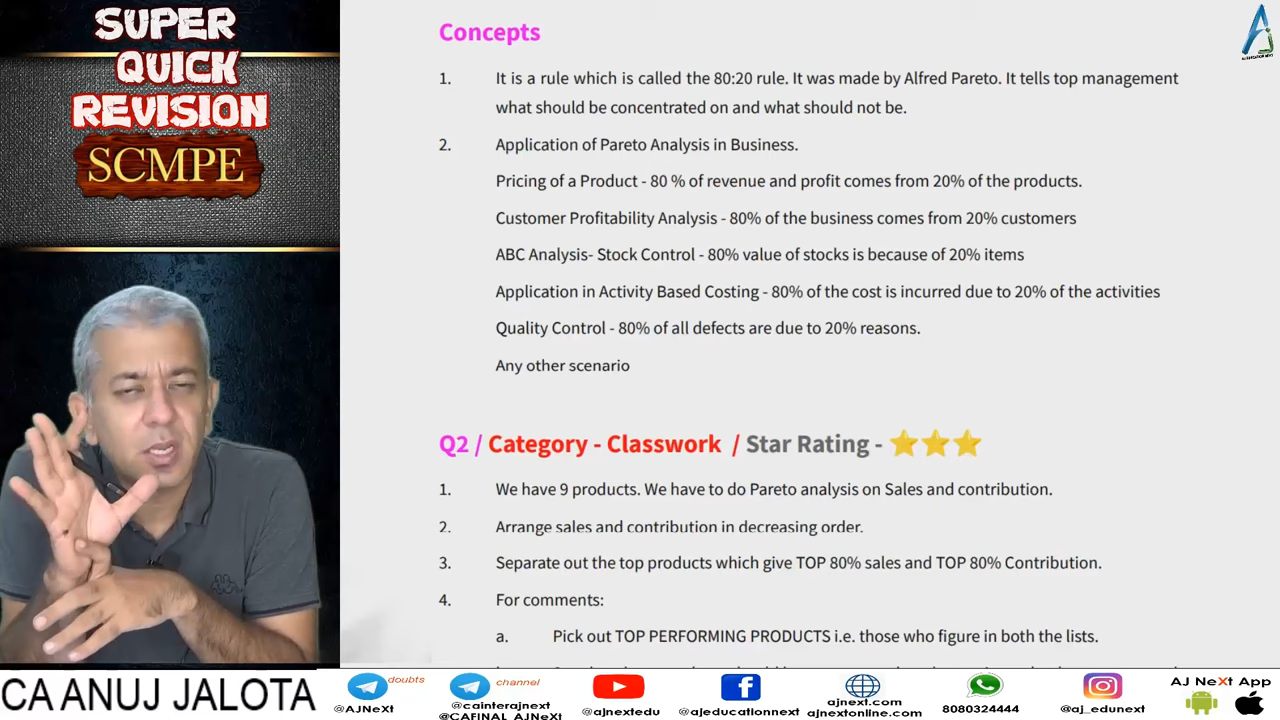 SUPER
QUICK
REVISION
SCMPE
Concepts
1. It is a rule which is called the 80:20 rule. It was made by Alfred Pareto. It tells top management
what should be concentrated on and what should not be.
2. Application of Pareto Analysis in Business.
Pricing of a Product - 80 % of revenue and profit comes from 20% of the products.
Customer Profitability Analysis - 80% of the business comes from 20% customers
ABC Analysis- Stock Control - 80% value of stocks is because of 20% items
Application in Activity Based Costing - 80% of the cost is incurred due to 20% of the activities
Quality Control - 80% of all defects are due to 20% reasons.
Any other scenario
Q2 / Category - Classwork / Star Rating -
1. We have 9 products. We have to do Pareto analysis on Sales and contribution.
2. Arrange sales and contribution in decreasing order.
3. Separate out the top products which give TOP 80% sales and TOP 80% Contribution.
4. For comments:
a. Pick out TOP PERFORMING PRODUCTS i.e. those who figure in both the lists.
CA ANUJ JALOTA
doubts
@AJNeXt
channel
@cainterajnext
@CAFINAL_AJNeXt
@ajnextedu
@ajeducationnext
ajnext.com
ajnextonline.com
8080324444
@aj_edunext
AJ NeXt App